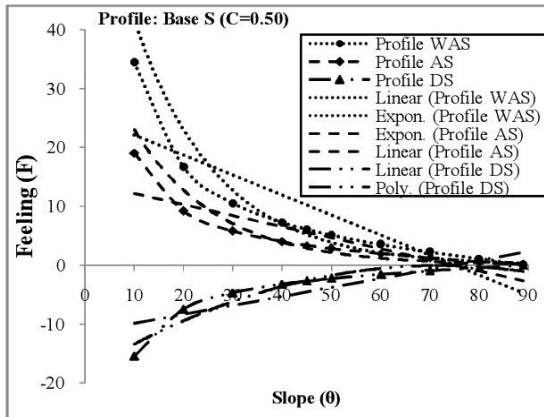 Profile: Base S (C=0.50)
40
30
20
10
0
-10
-20
Feeling (F)
0 10 20 30 40 50 60 70 80 90
Slope (θ)
Profile WAS
Profile AS
Profile DS
Linear (Profile WAS)
Expon. (Profile WAS)
Expon. (Profile AS)
Linear (Profile AS)
Linear (Profile DS)
Poly. (Profile DS)